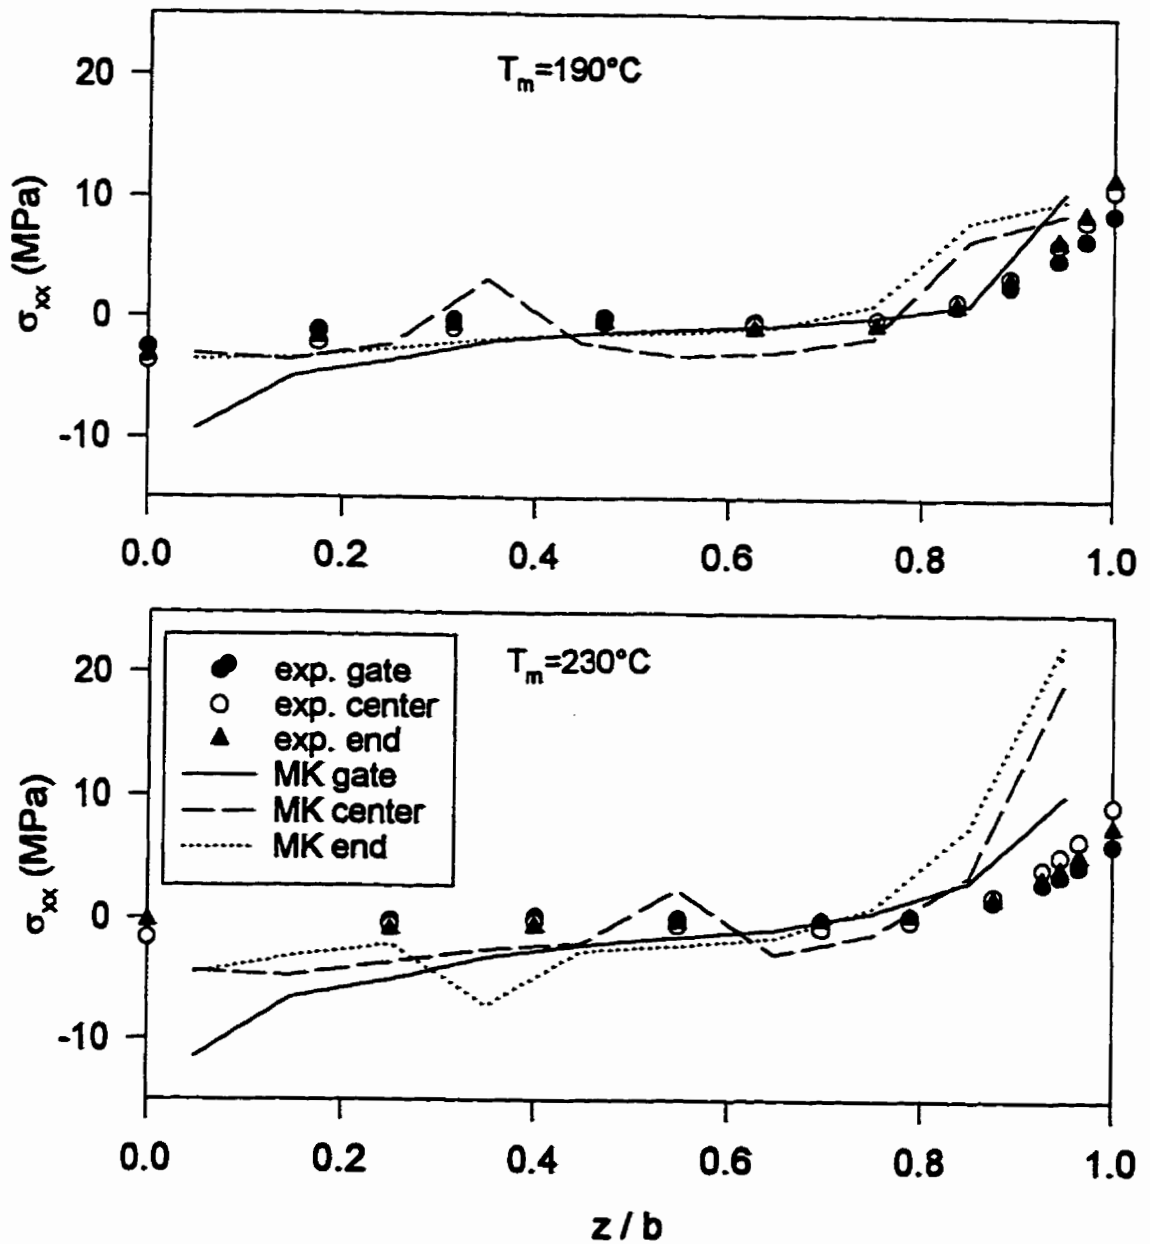 T_m=190°C
20
10
0
-10
σ_xx (MPa)
0.0 0.2 0.4 0.6 0.8 1.0
T_m=230°C
exp. gate
exp. center
exp. end
MK gate
MK center
MK end
20
10
0
-10
σ_xx (MPa)
0.0 0.2 0.4 0.6 0.8 1.0
z / b